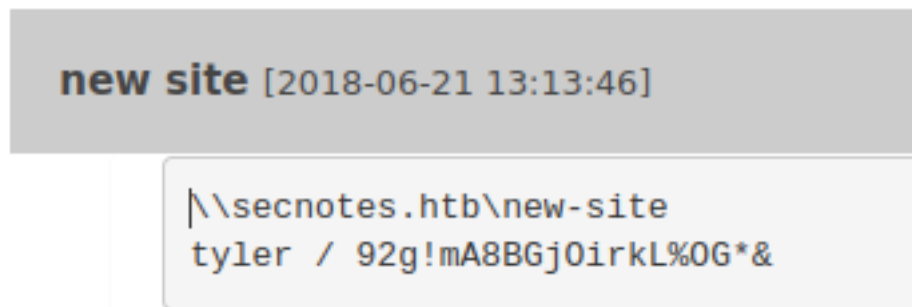 new site [2018-06-21 13:13:46]
\\secnotes.htb\new-site
tyler / 92g!mA8BGjOirkL%OG*&